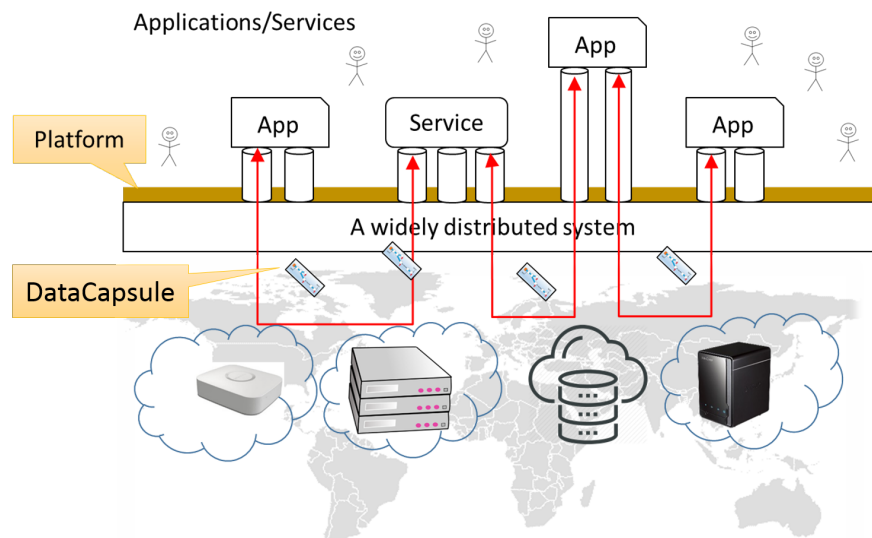 Applications/Services
App
App
Service
App
Platform
A widely distributed system
DataCapsule